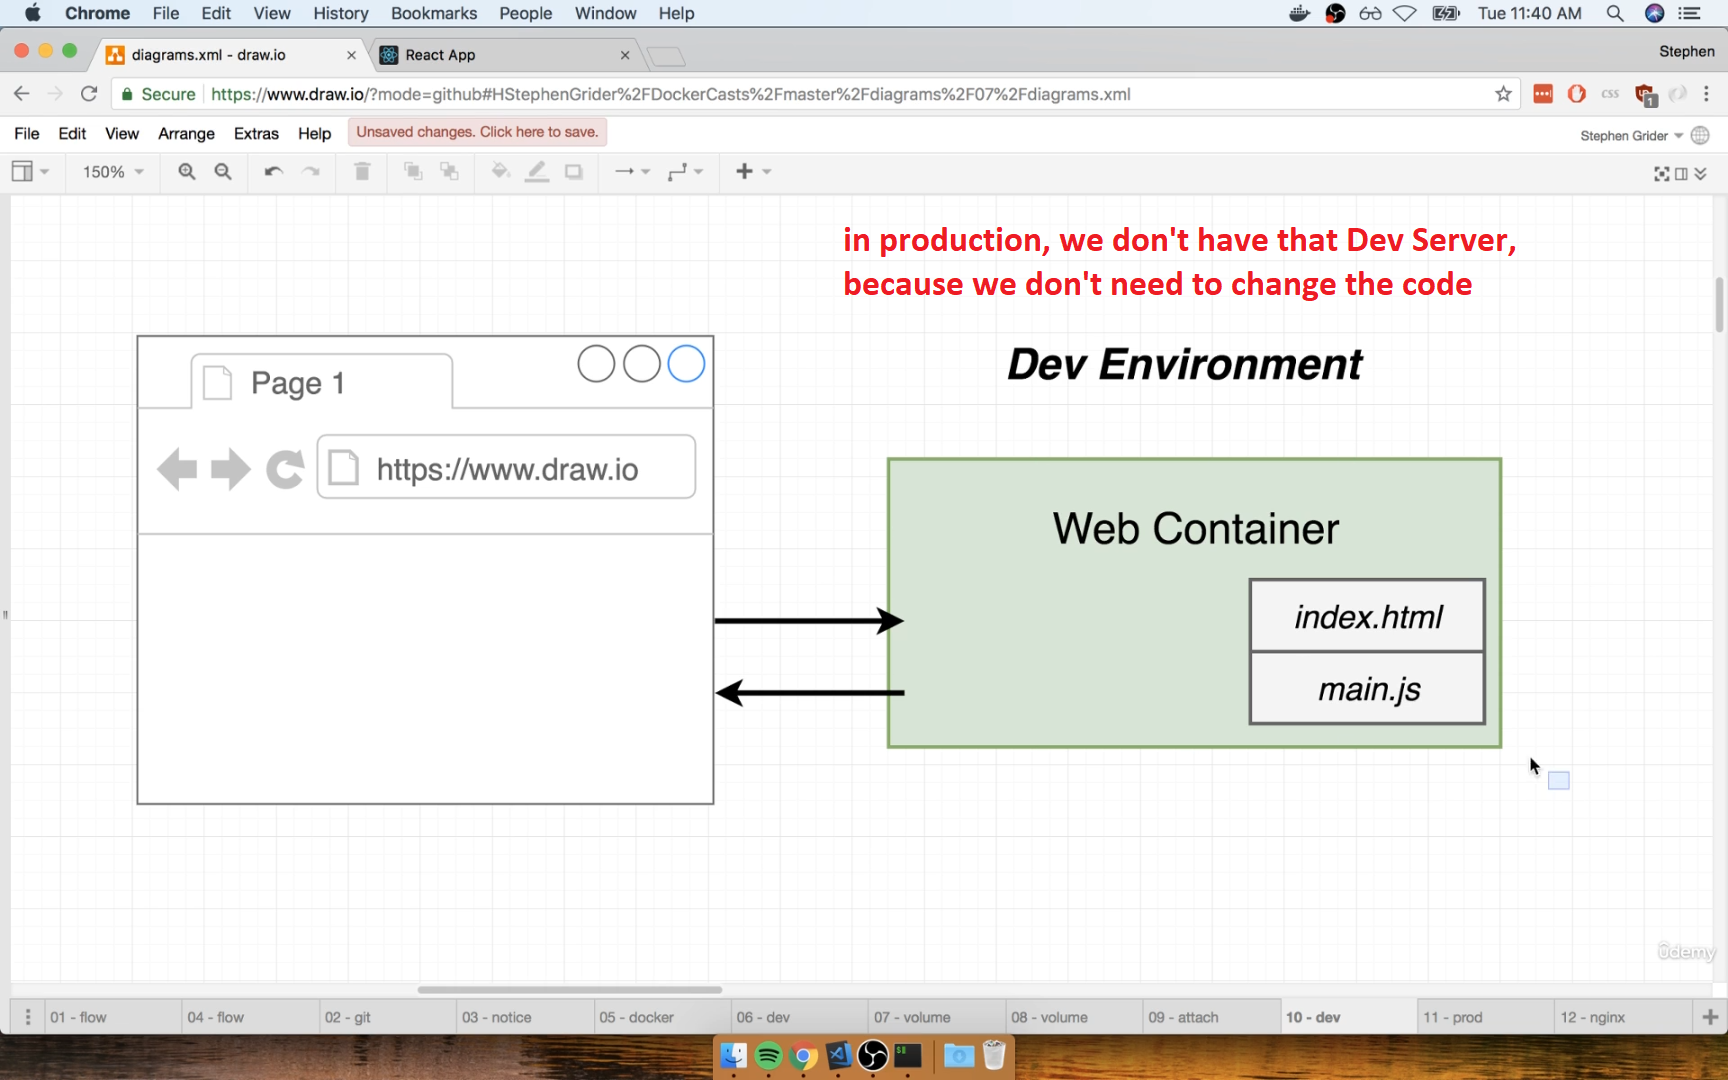 Chrome File Edit View History Bookmarks People Window Help Tue 11:40 AM
diagrams.xml - draw.io React App Stephen
Secure https://www.draw.io/?mode=github#HStephenGrider%2FDockerCasts%2Fmaster%2Fdiagrams%2F07%2Fdiagrams.xml CSS 1
File Edit View Arrange Extras Help Unsaved changes. Click here to save. Stephen Grider
150%
in production, we don't have that Dev Server,
because we don't need to change the code
Dev Environment
Page 1
https://www.draw.io
Web Container
index.html
main.js
ûdemy
01 - flow 04 - flow 02 - git 03 - notice 05 - docker 06 - dev 07 - volume 08 - volume 09 - attach 10 - dev 11 - prod 12 - nginx